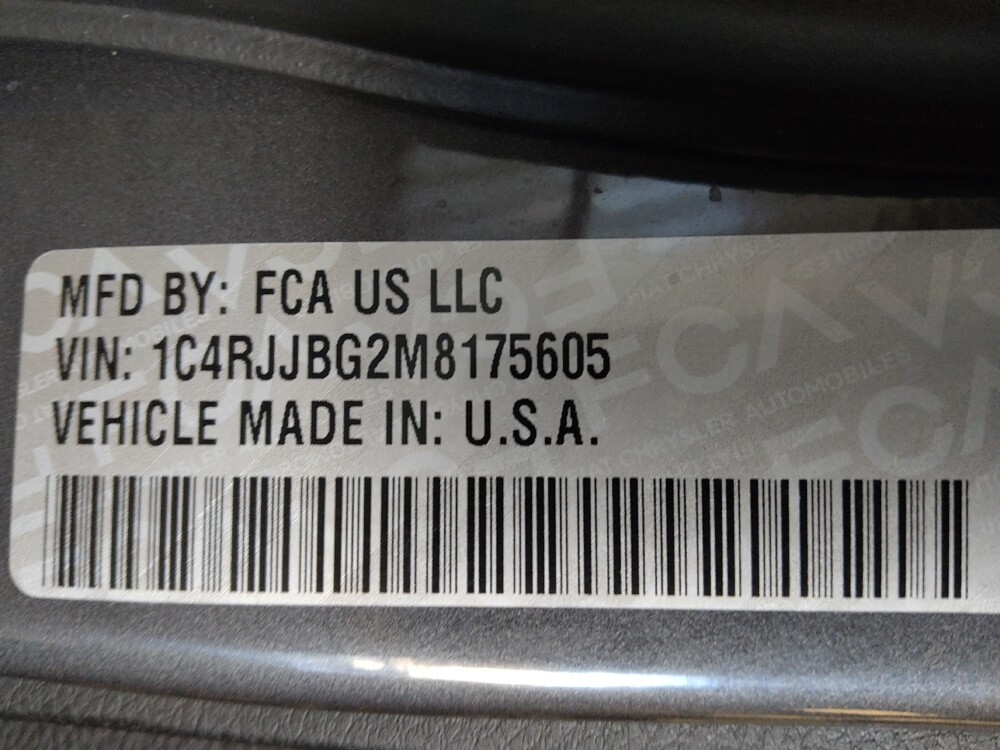 MFD BY: FCA US LLC
VIN: 1C4RJJBG2M8175605
VEHICLE MADE IN: U.S.A.